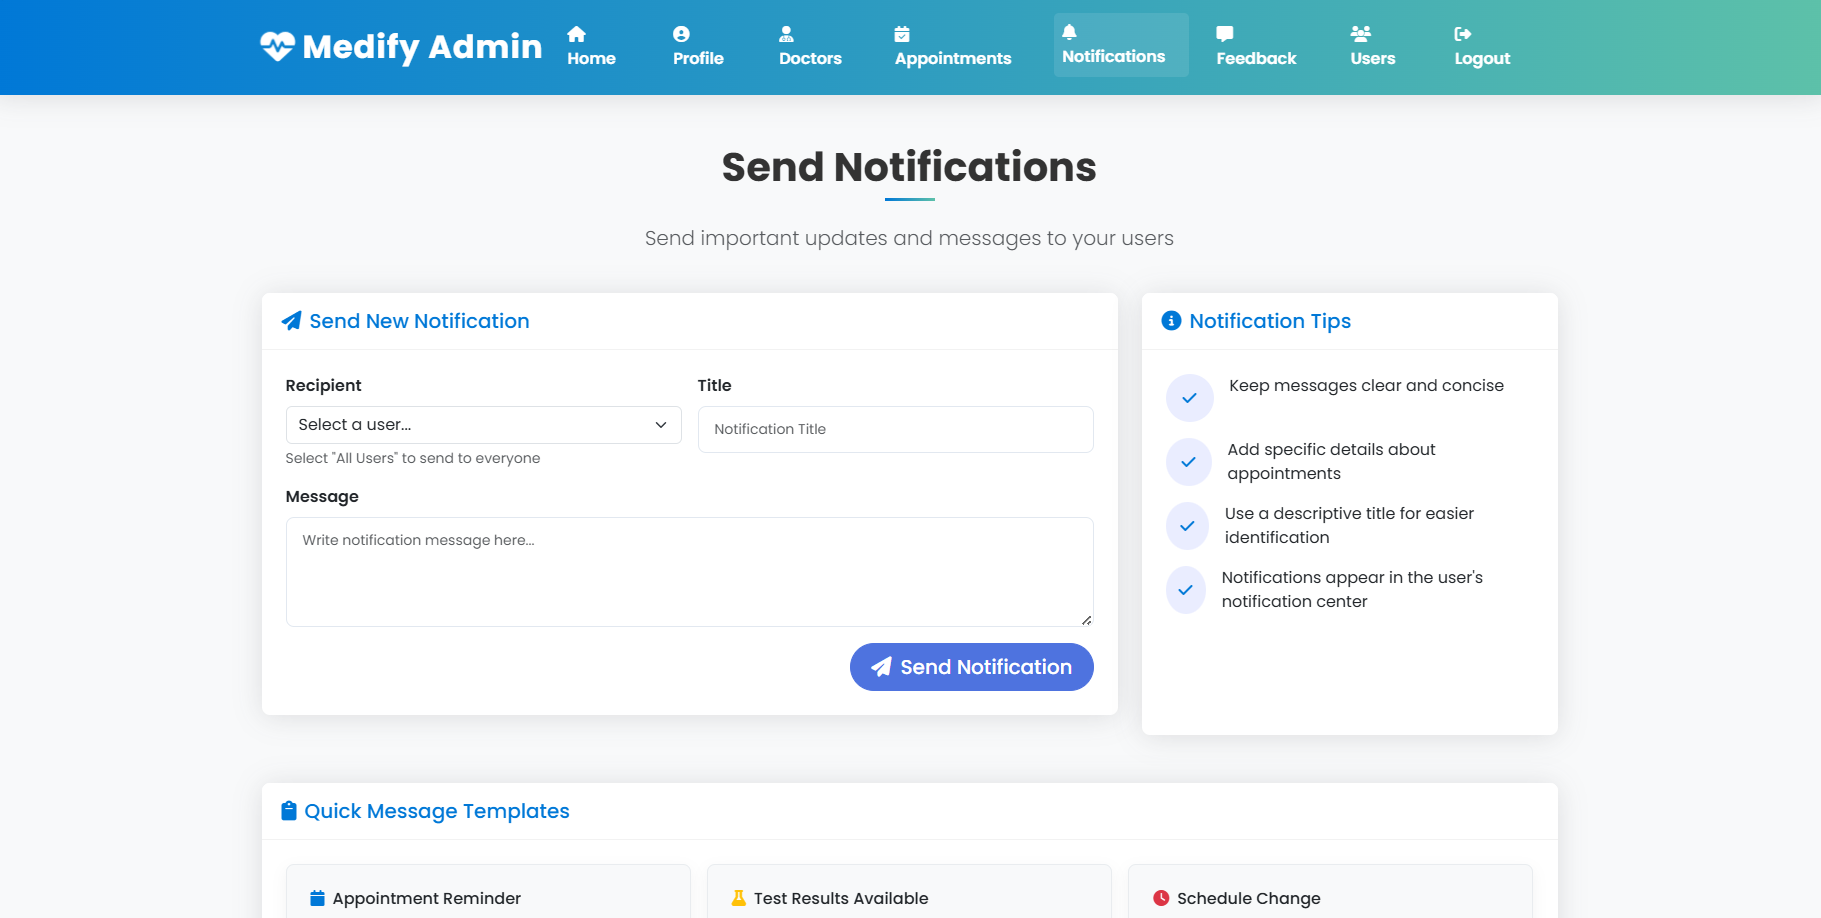 Medify Admin
Home
Profile
Doctors
Appointments
Notifications
Feedback
Users
Logout
Send Notifications
Send important updates and messages to your users
Send New Notification
Recipient
Title
Select a user...
Notification Title
Select "All Users" to send to everyone
Message
Write notification message here...
Send Notification
Notification Tips
Keep messages clear and concise
Add specific details about
appointments
Use a descriptive title for easier
identification
Notifications appear in the user's
notification center
Quick Message Templates
Appointment Reminder
Test Results Available
Schedule Change